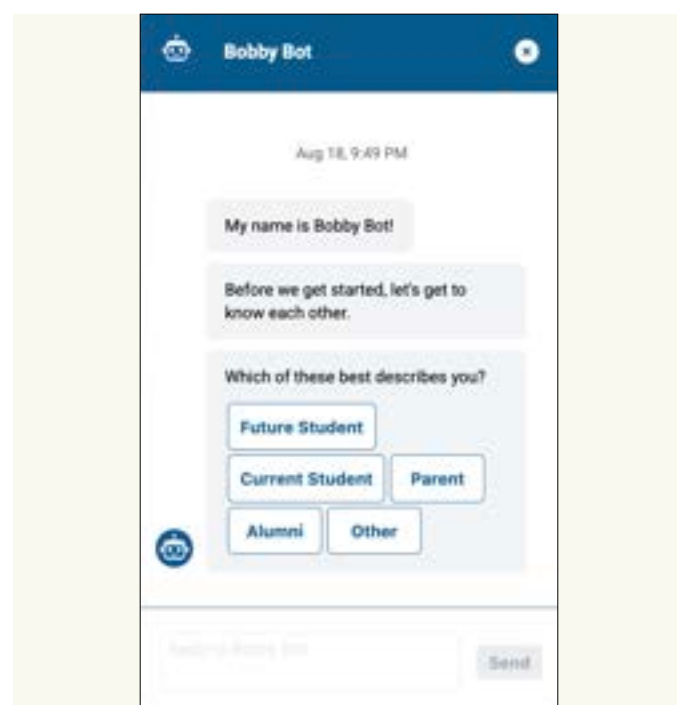 Bobby Bot
Aug 18, 9:49 PM
My name is Bobby Bot!
Before we get started, let's get to
know each other.
Which of these best describes you?
Future Student
Current Student Parent
Alumni Other
Send